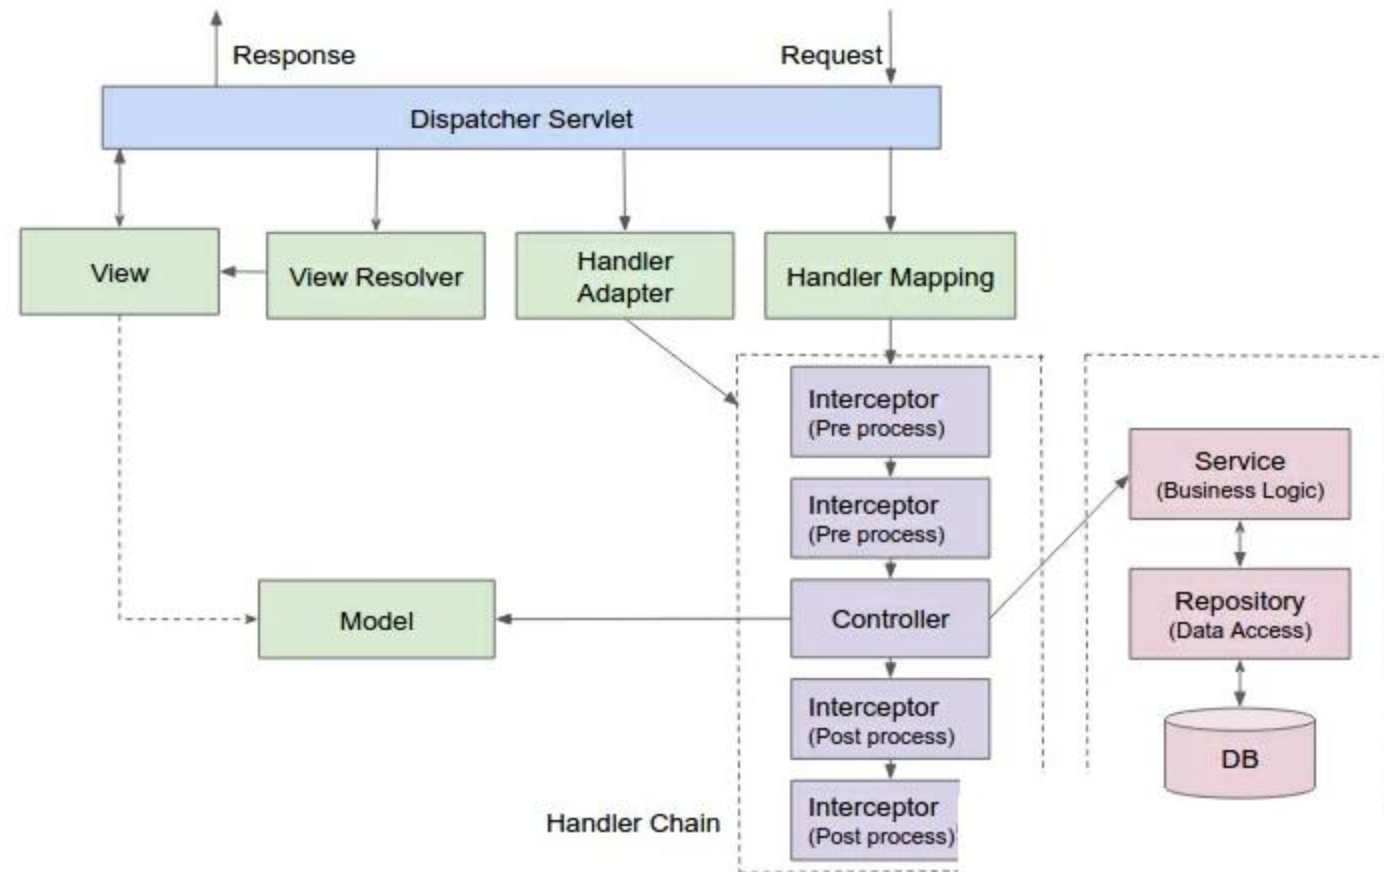 Response
Request
Dispatcher Servlet
View
View Resolver
Handler
Adapter
Handler Mapping
Interceptor
(Pre process)
Interceptor
(Pre process)
Service
(Business Logic)
Controller
Model
Repository
(Data Access)
Interceptor
(Post process)
DB
Interceptor
(Post process)
Handler Chain